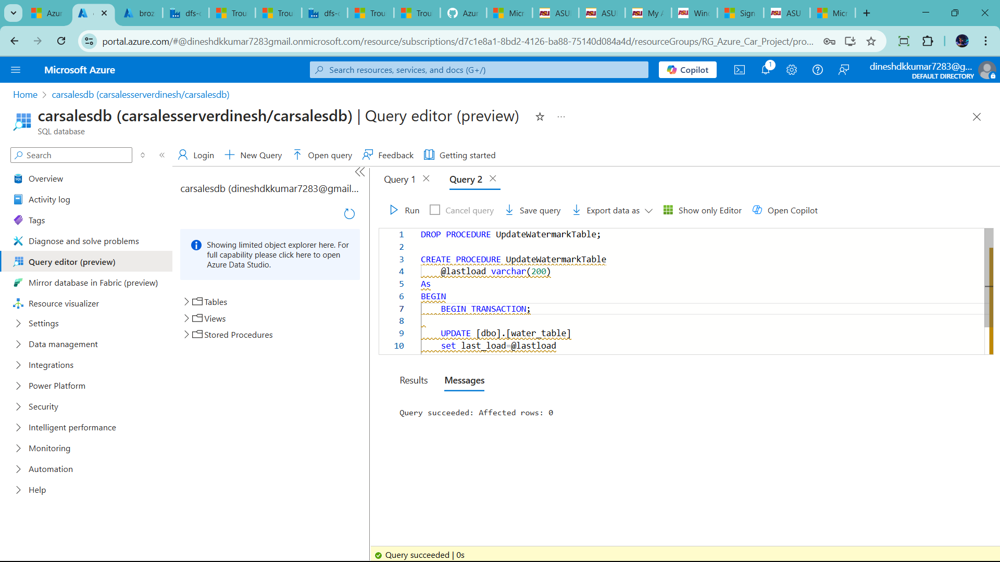 Azur
broz
dfs-
Trou
Trou
dfs-
Trou
Trou
Azur
Micr
ASU
ASU
My A
Wind
Sign
ASU
Micr
portal.azure.com/#@dineshdkkumar7283gmail.onmicrosoft.com/resource/subscriptions/d7c1e8a1-8bd2-4126-ba88-75140d084a4d/resourceGroups/RG_Azure_Car_Project/pro...
Microsoft Azure
Search resources, services, and docs (G+/)
Copilot
1
dineshdkkumar7283@g...
DEFAULT DIRECTORY
Home > carsalesdb (carsalesserverdinesh/carsalesdb)
carsalesdb (carsalesserverdinesh/carsalesdb) | Query editor (preview)
SQL database
Search
Login
New Query
Open query
Feedback
Getting started
Overview
Activity log
Tags
Diagnose and solve problems
Query editor (preview)
Mirror database in Fabric (preview)
Resource visualizer
Settings
Data management
Integrations
Power Platform
Security
Intelligent performance
Monitoring
Automation
Help
carsalesdb (dineshdkkumar7283@gmail...
Showing limited object explorer here. For
full capability please click here to open
Azure Data Studio.
Tables
Views
Stored Procedures
Query 1
Query 2
Run
Cancel query
Save query
Export data as
Show only Editor
Open Copilot
1 DROP PROCEDURE UpdateWatermarkTable;
2
3 CREATE PROCEDURE UpdateWatermarkTable
4 @lastload varchar(200)
5 As
6 BEGIN
7 BEGIN TRANSACTION;
8
9 UPDATE [dbo].[water_table]
10 set last_load=@lastload
Results
Messages
Query succeeded: Affected rows: 0
Query succeeded | 0s